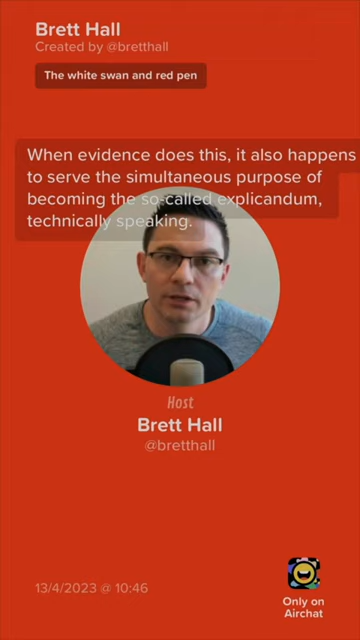 Brett Hall
Created by @bretthall
The white swan and red pen
When evidence does this, it also happens
to serve the simultaneous purpose of
becoming the so-called explicandum,
technically speaking.
Host
Brett Hall
@bretthall
13/4/2023 @ 10:46
Only on
Airchat